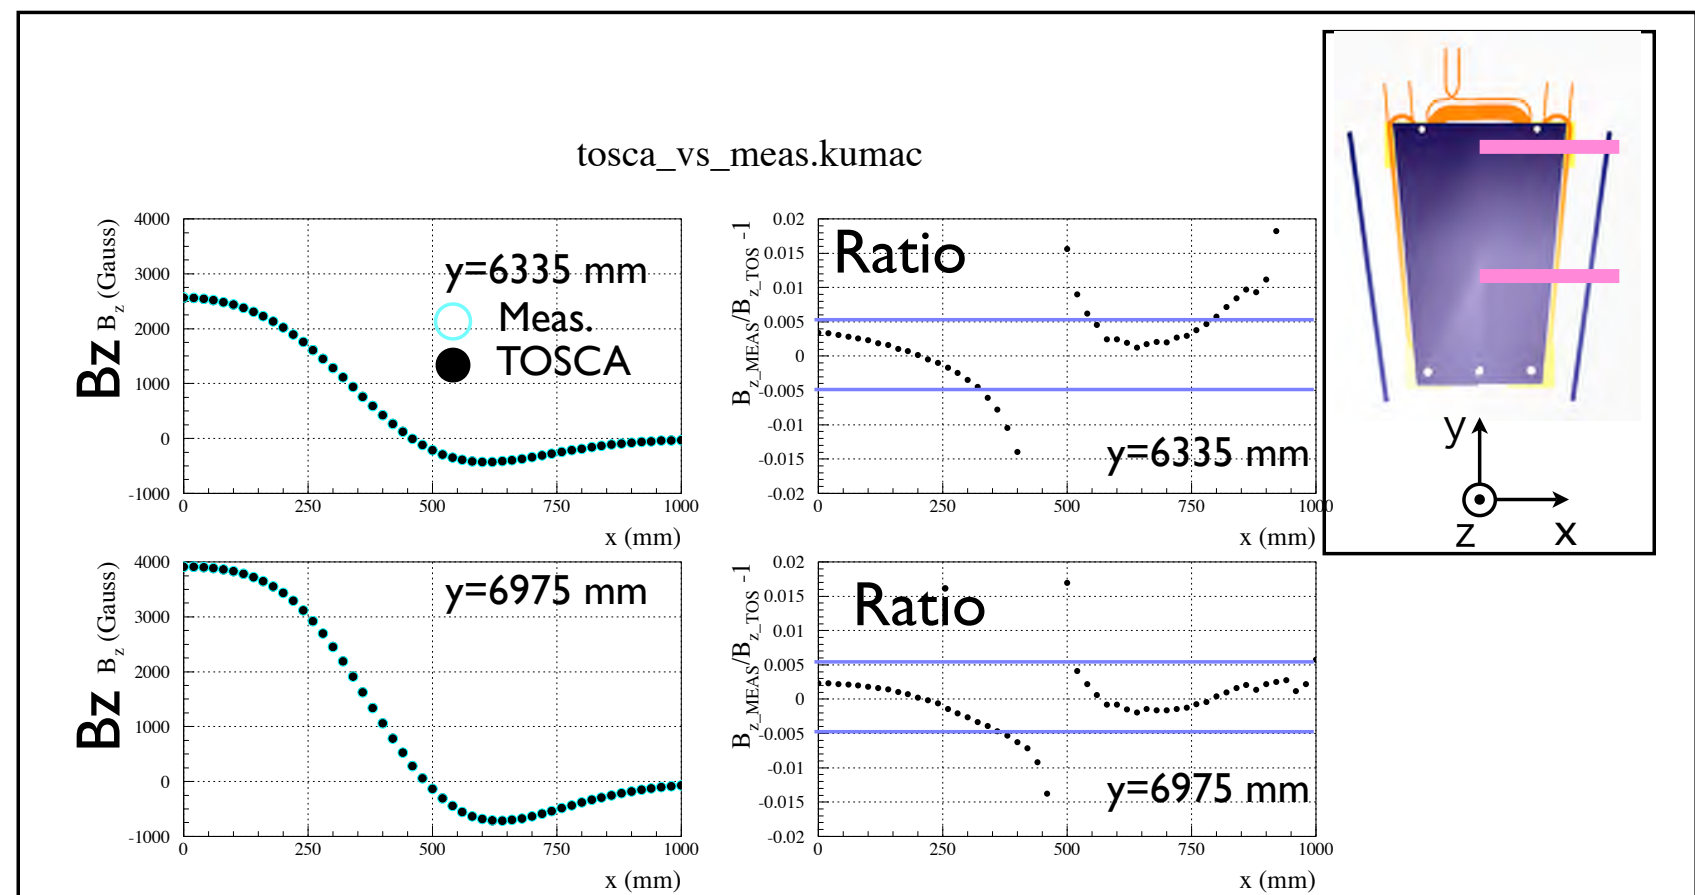 tosca_vs_meas.kumac
Bz B_z (Gauss)
4000
3000
2000
1000
0
-1000
y=6335 mm
Meas.
TOSCA
0 250 500 750 1000
x (mm)
B_z_MEAS/B_z_TOS -1
0.02
0.015
0.01
0.005
0
-0.005
-0.01
-0.015
-0.02
Ratio
y=6335 mm
0 250 500 750 1000
x (mm)
Bz B_z (Gauss)
4000
3000
2000
1000
0
-1000
y=6975 mm
0 250 500 750 1000
x (mm)
B_z_MEAS/B_z_TOS -1
0.02
0.015
0.01
0.005
0
-0.005
-0.01
-0.015
-0.02
Ratio
y=6975 mm
0 250 500 750 1000
x (mm)
y
z x